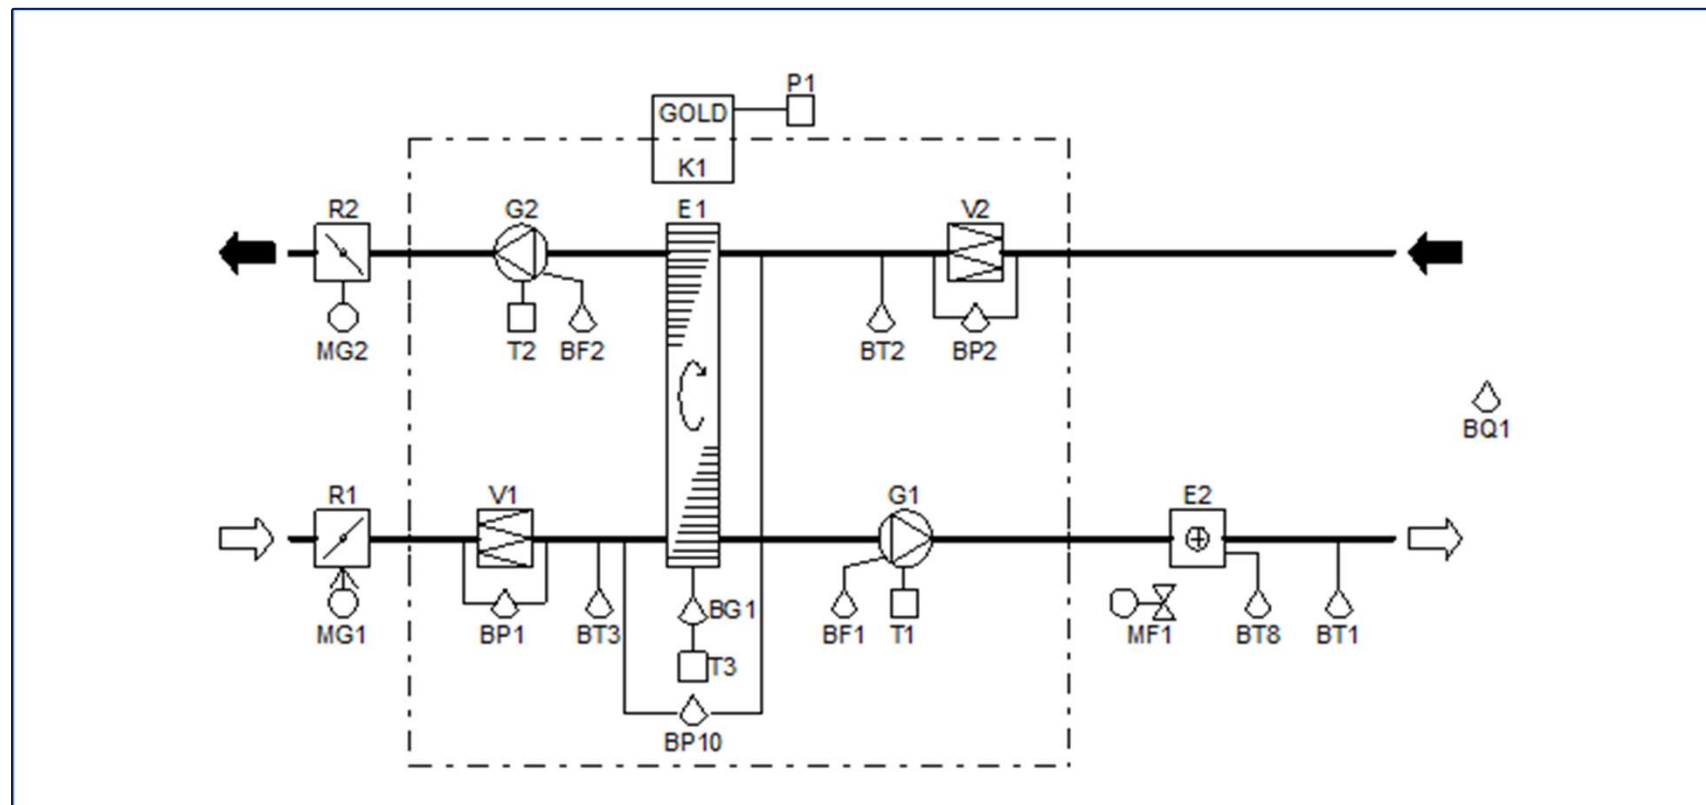 P1
GOLD
K1
R2
G2
E1
V2
MG2
T2
BF2
BT2
BP2
BQ1
R1
V1
G1
E2
MG1
BP1
BT3
BG1
BF1
T1
MF1
BT8
BT1
T3
BP10